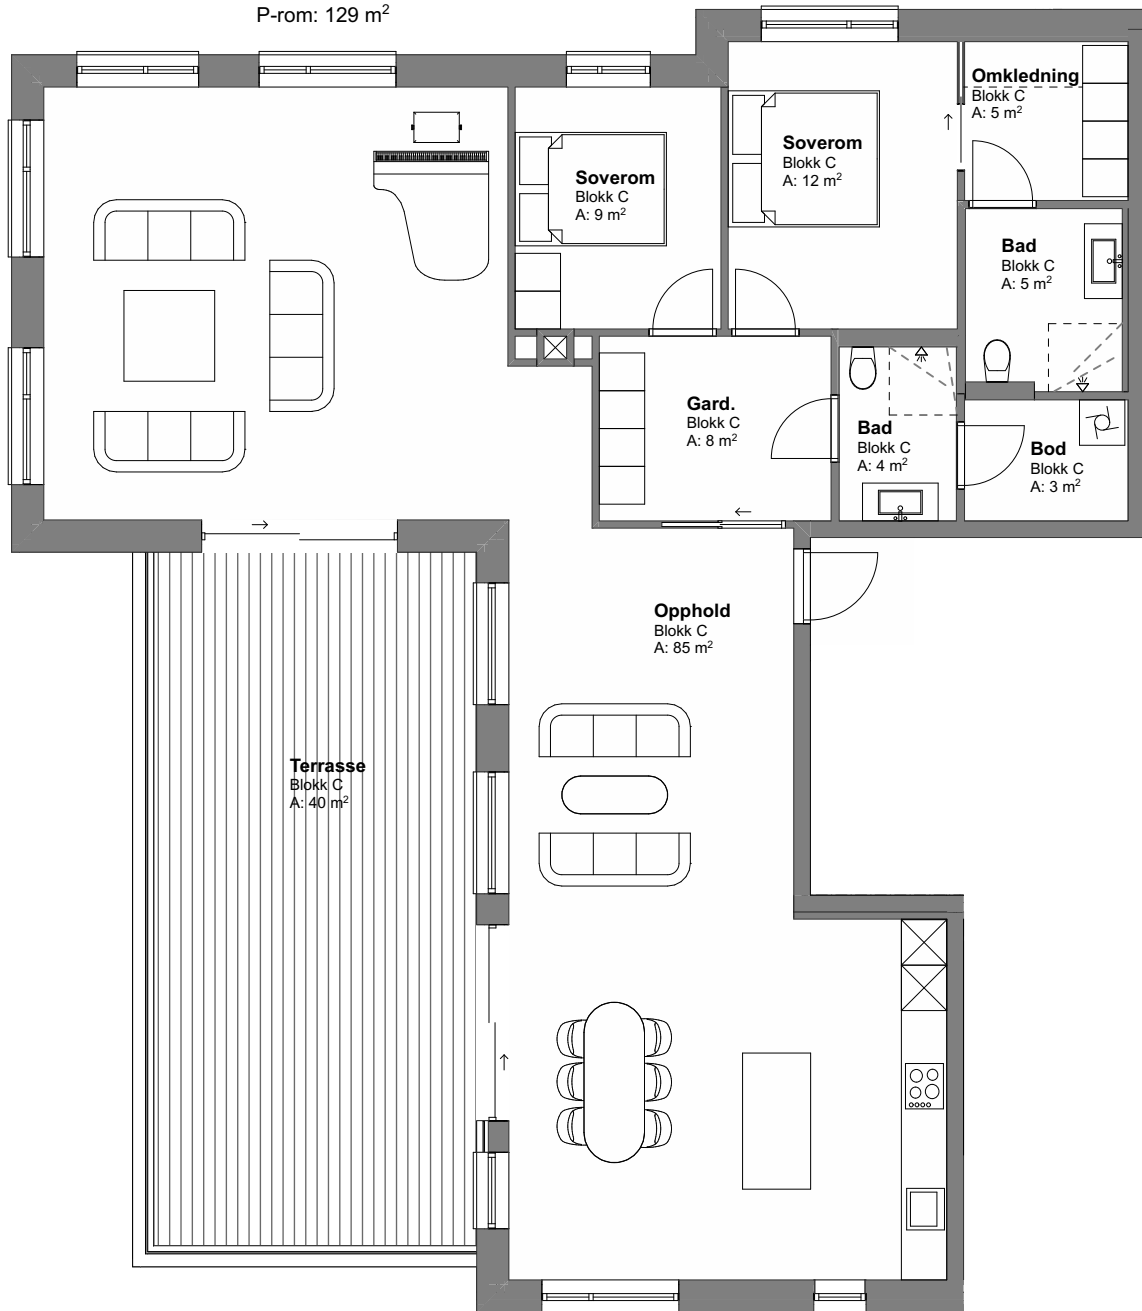 P-rom: 129 m²
Omkledning
Blokk C
A: 5 m²
Soverom
Blokk C
A: 12 m²
Soverom
Blokk C
A: 9 m²
Bad
Blokk C
A: 5 m²
Gard.
Blokk C
A: 8 m²
Bad
Blokk C
A: 4 m²
Bod
Blokk C
A: 3 m²
Opphold
Blokk C
A: 85 m²
Terrasse
Blokk C
A: 40 m²